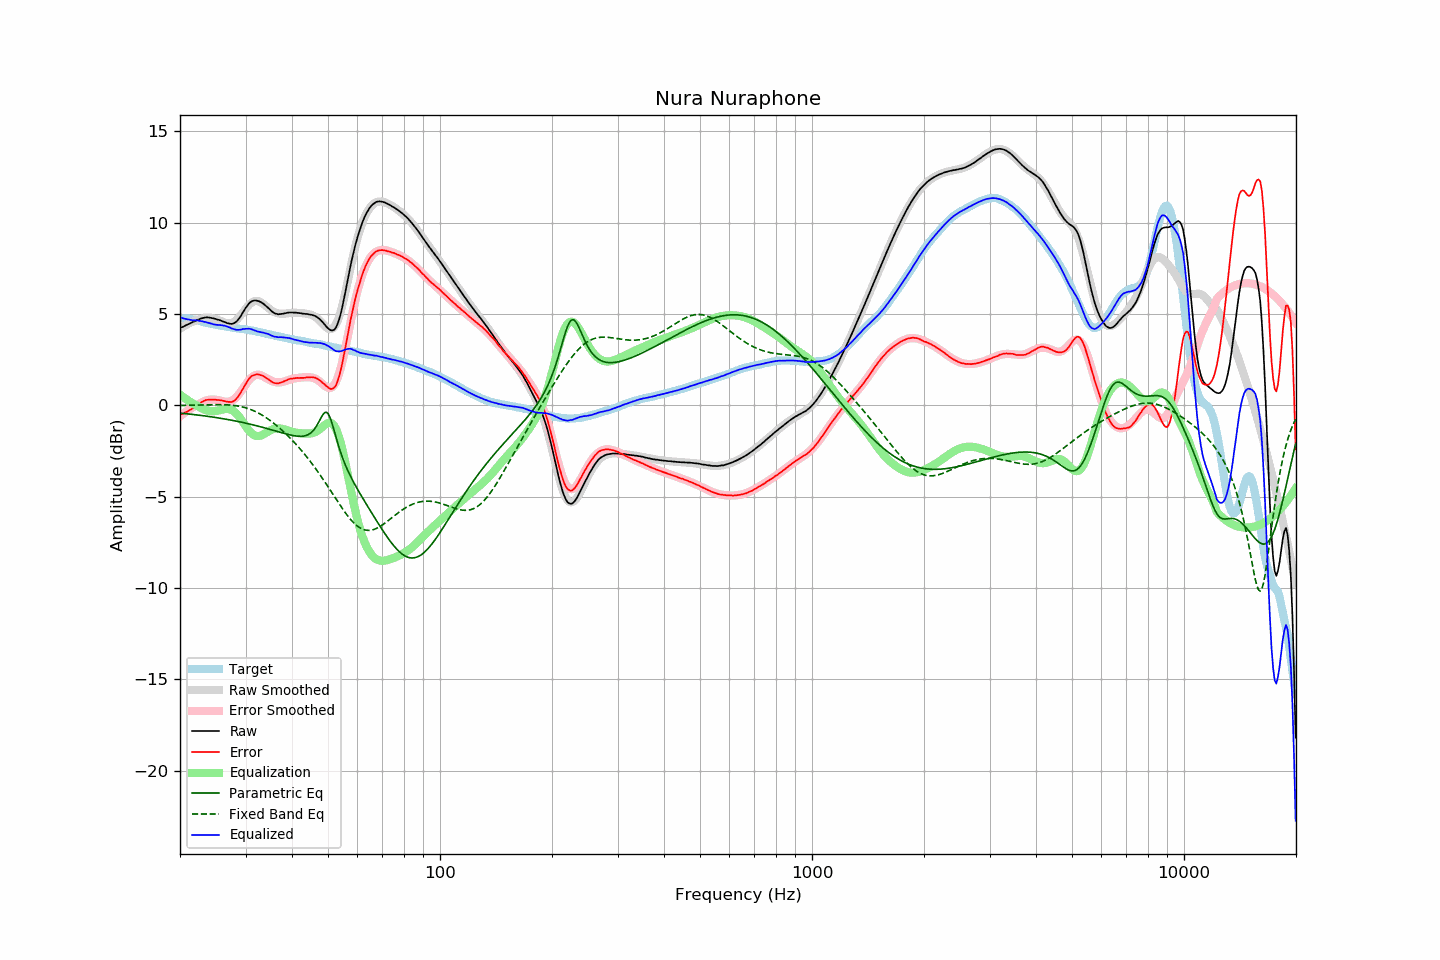 Nura Nuraphone
Amplitude (dBr)
15
10
5
0
−5
−10
−15
−20
Target
Raw Smoothed
Error Smoothed
Raw
Error
Equalization
Parametric Eq
Fixed Band Eq
Equalized
100
1000
10000
Frequency (Hz)